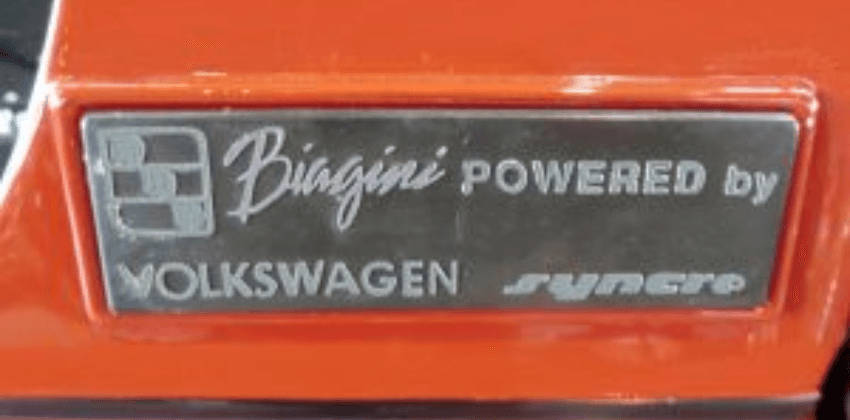 Biagini POWERED by
VOLKSWAGEN syncro